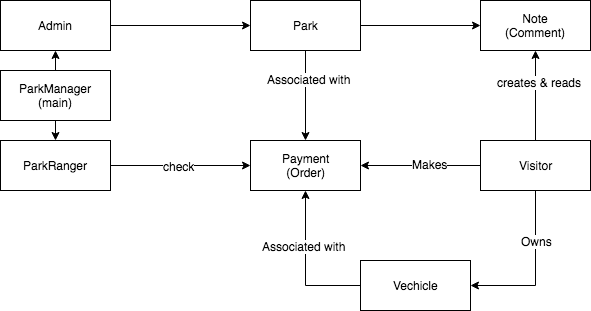 Admin
Park
Note
(Comment)
Associated with
creates & reads
ParkManager
(main)
ParkRanger
check
Payment
(Order)
Makes
Visitor
Associated with
Owns
Vechicle